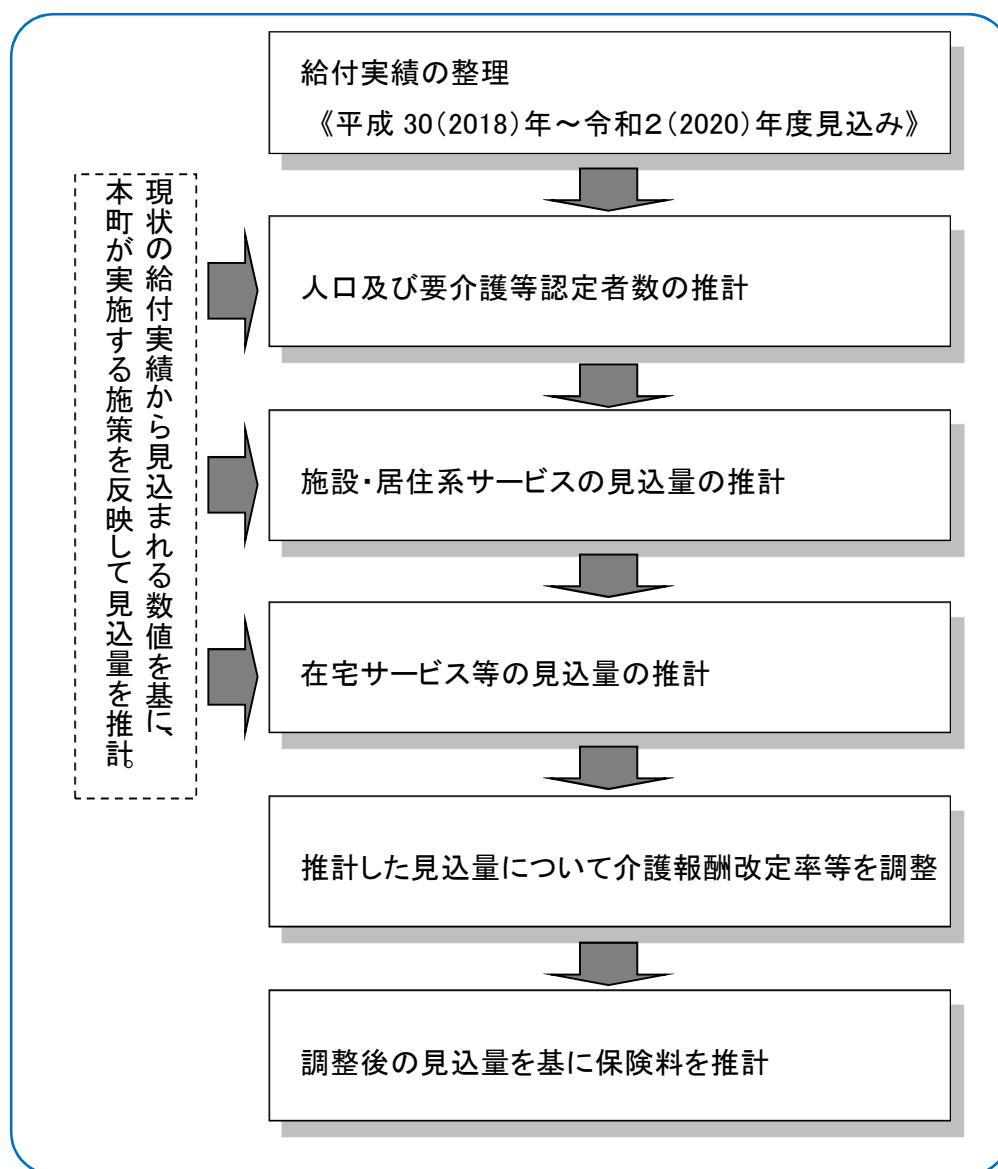 給付実績の整理
《平成 30(2018)年～令和２(2020)年度見込み》
現状の給付実績から見込まれる数値を基に、
本町が実施する施策を反映して見込量を推計。
人口及び要介護等認定者数の推計
施設・居住系サービスの見込量の推計
在宅サービス等の見込量の推計
推計した見込量について介護報酬改定率等を調整
調整後の見込量を基に保険料を推計